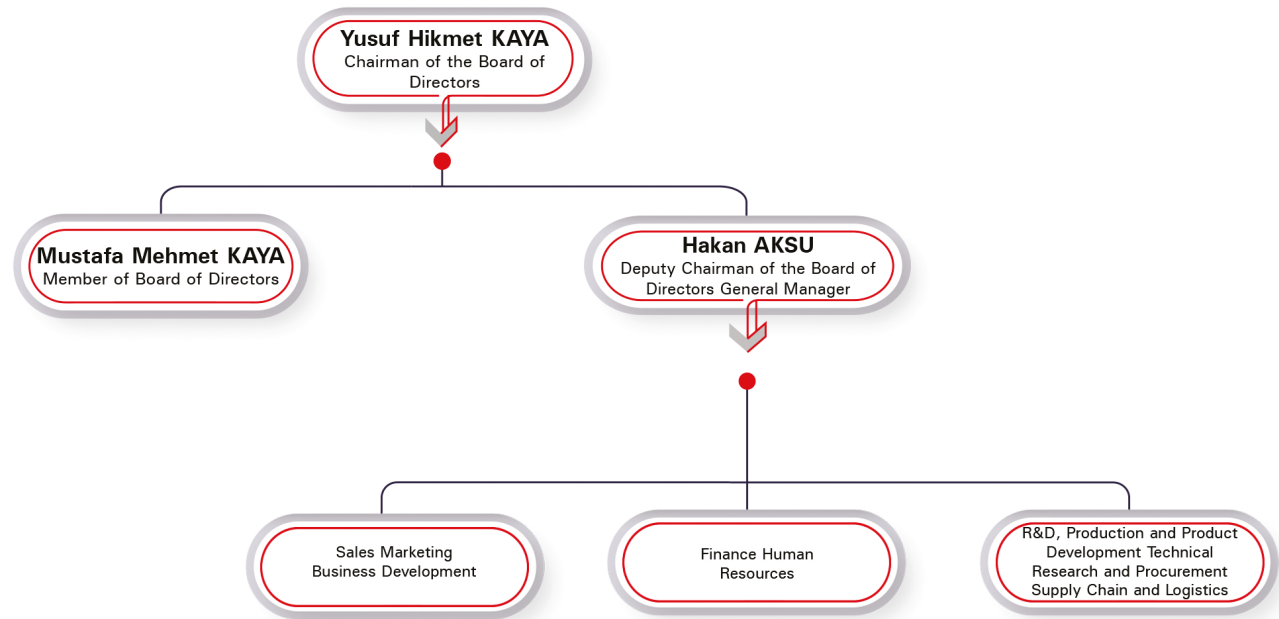 Yusuf Hikmet KAYA
Chairman of the Board of
Directors
Mustafa Mehmet KAYA
Member of Board of Directors
Hakan AKSU
Deputy Chairman of the Board of
Directors General Manager
Sales Marketing
Business Development
Finance Human
Resources
R&D, Production and Product
Development Technical
Research and Procurement
Supply Chain and Logistics